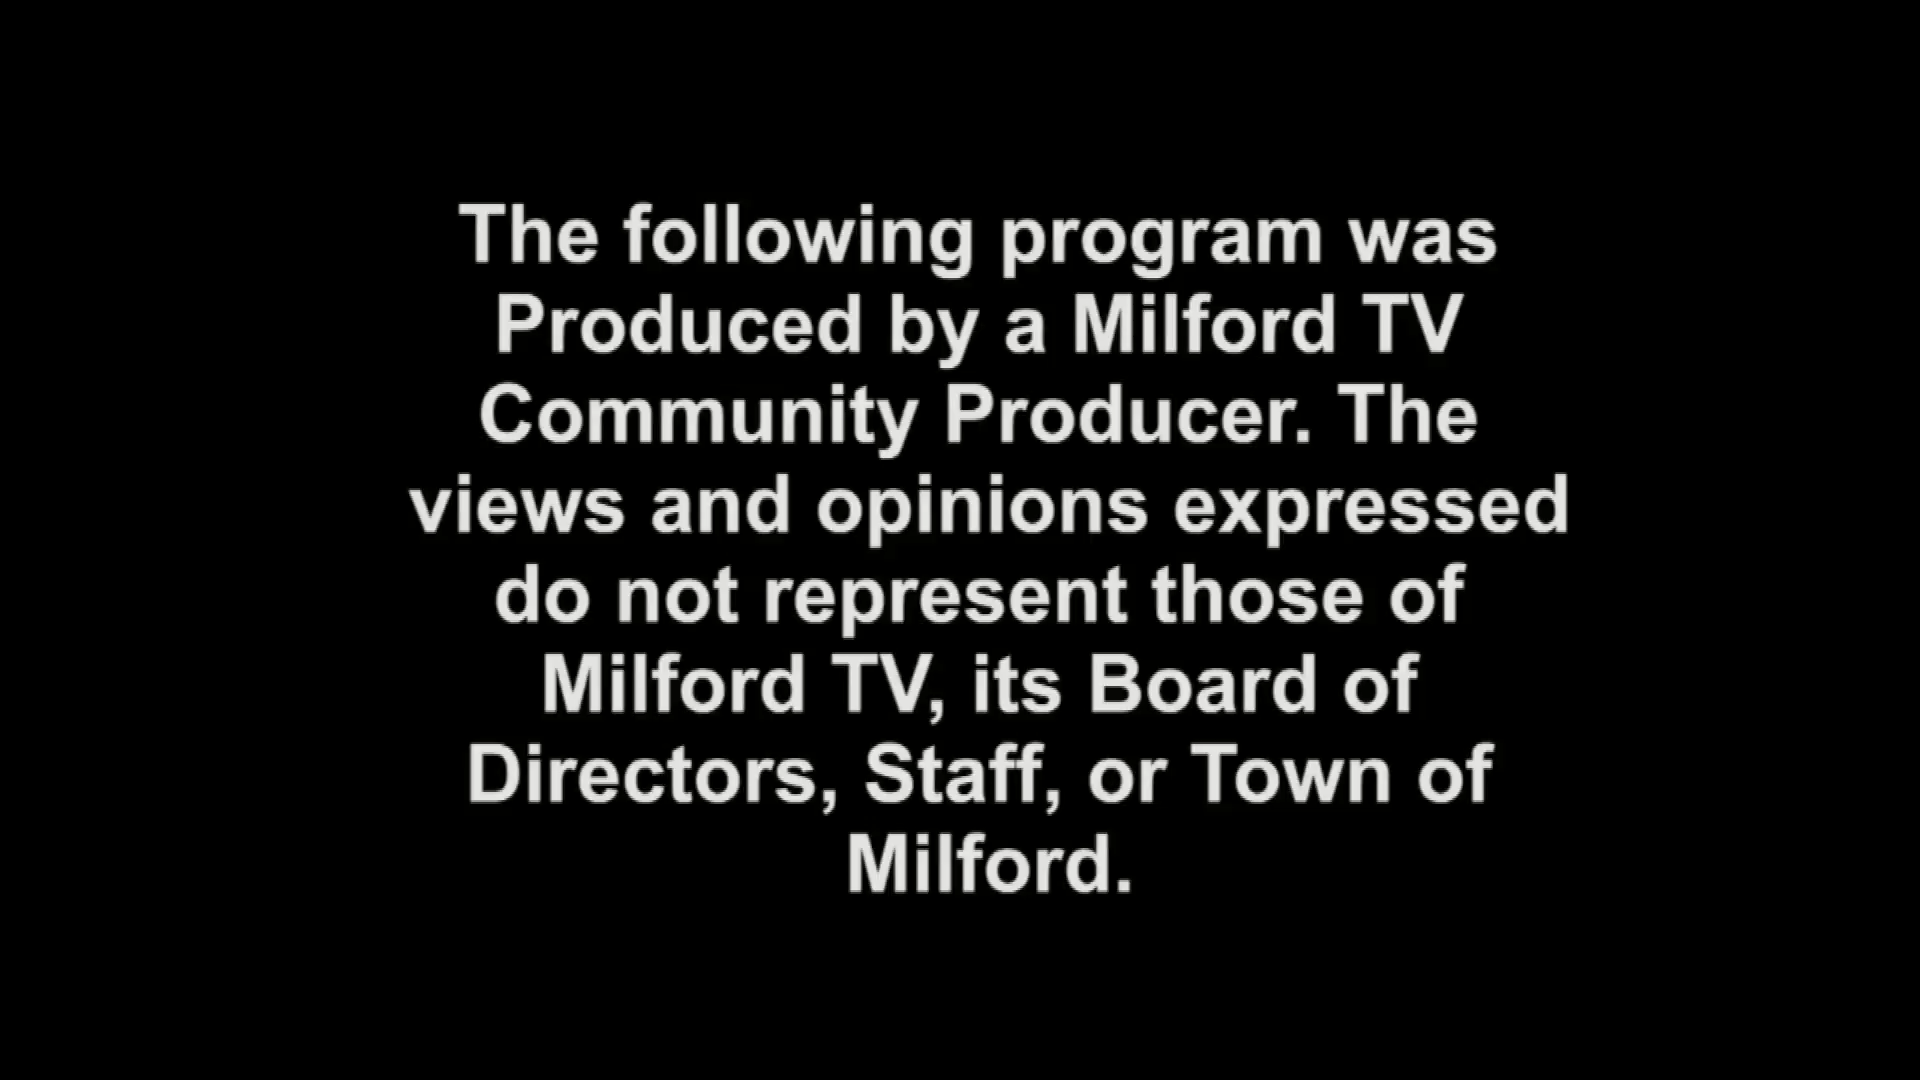 The following program was
Produced by a Milford TV
Community Producer. The
views and opinions expressed
do not represent those of
Milford TV, its Board of
Directors, Staff, or Town of
Milford.